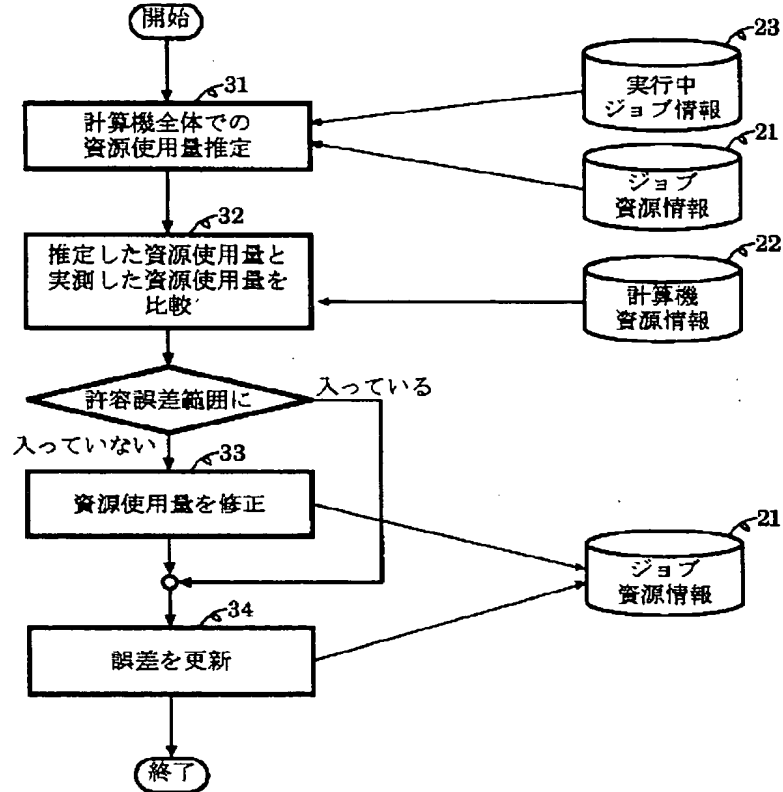 開始
31
計算機全体での
資源使用量推定
23
実行中
ジョブ情報
21
ジョブ
資源情報
32
推定した資源使用量と
実測した資源使用量を
比較
22
計算機
資源情報
許容誤差範囲に
入っている
入っていない
33
資源使用量を修正
21
ジョブ
資源情報
34
誤差を更新
終了